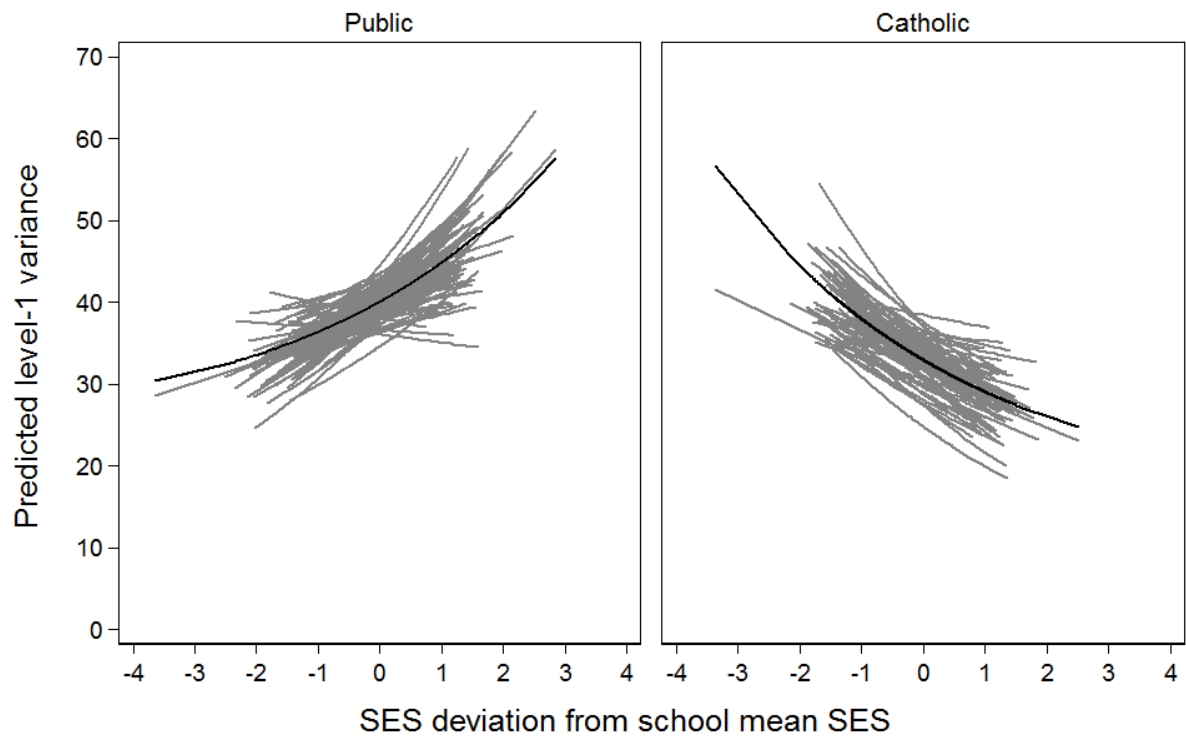 Public
Catholic
70
60
50
40
30
20
10
0
Predicted level-1 variance
-4 -3 -2 -1 0 1 2 3 4
-4 -3 -2 -1 0 1 2 3 4
SES deviation from school mean SES